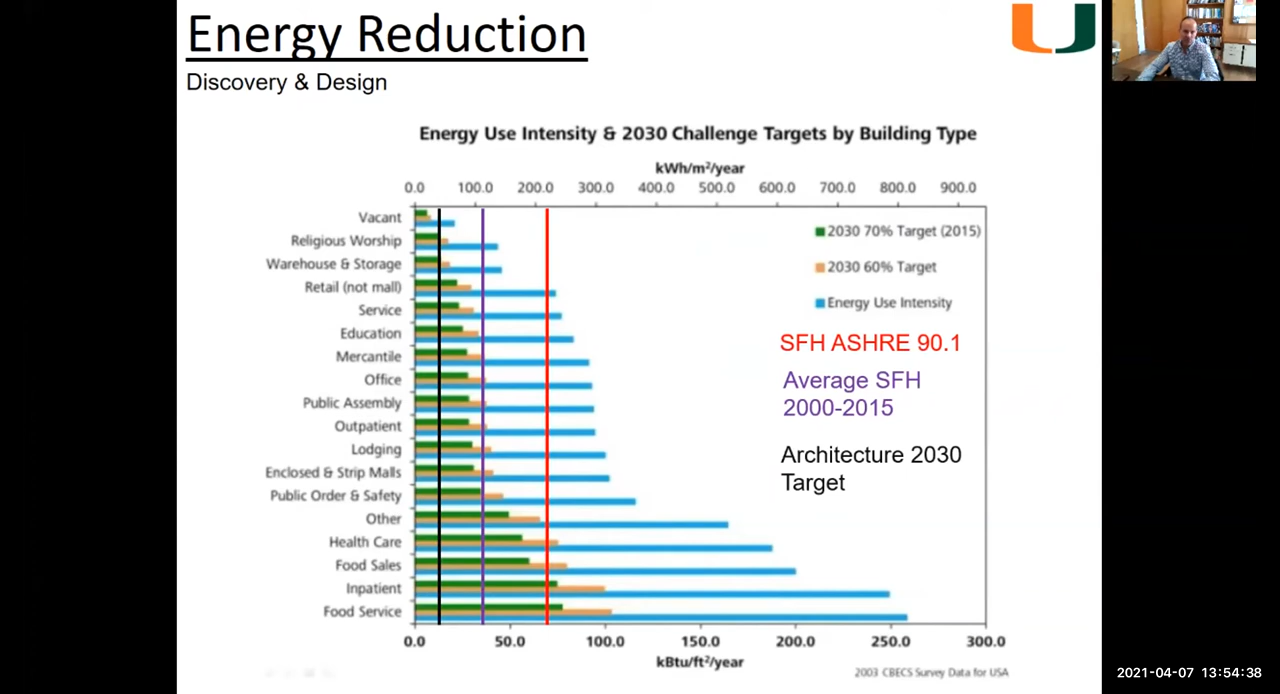 Energy Reduction
Discovery & Design
Energy Use Intensity & 2030 Challenge Targets by Building Type
kWh/m²/year
0.0 100.0 200.0 300.0 400.0 500.0 600.0 700.0 800.0 900.0
Vacant
Religious Worship
Warehouse & Storage
Retail (not mall)
Service
Education
Mercantile
Office
Public Assembly
Outpatient
Lodging
Enclosed & Strip Malls
Public Order & Safety
Other
Health Care
Food Sales
Inpatient
Food Service
2030 70% Target (2015)
2030 60% Target
Energy Use Intensity
SFH ASHRE 90.1
Average SFH
2000-2015
Architecture 2030
Target
0.0 50.0 100.0 150.0 200.0 250.0 300.0
kBtu/ft²/year
2003 CBECS Survey Data for USA
2021-04-07 13:54:38